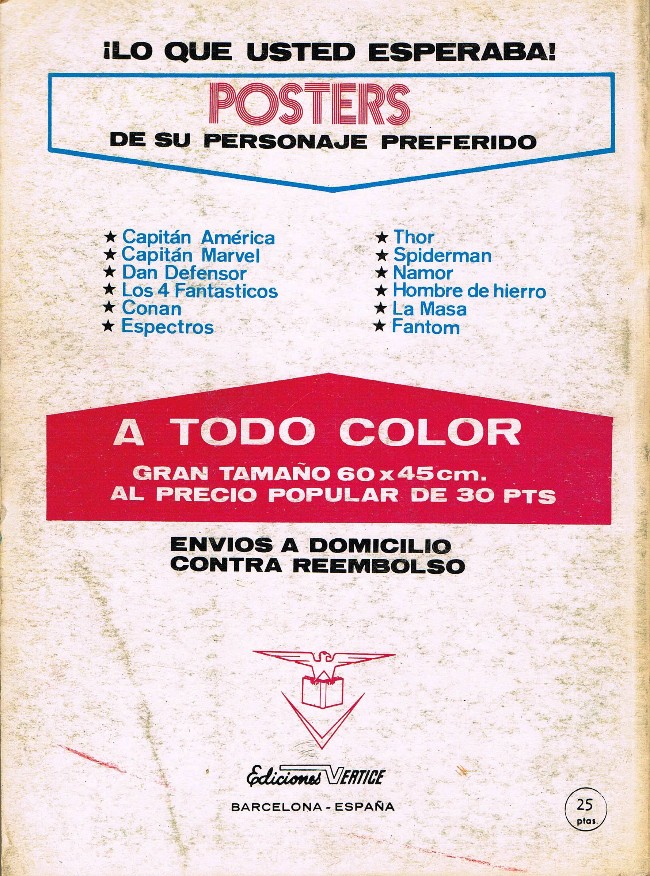 ¡LO QUE USTED ESPERABA!
POSTERS
DE SU PERSONAJE PREFERIDO
★ Capitán América
★ Capitán Marvel
★ Dan Defensor
★ Los 4 Fantasticos
★ Conan
★ Espectros
★ Thor
★ Spiderman
★ Namor
★ Hombre de hierro
★ La Masa
★ Fantom
A TODO COLOR
GRAN TAMAÑO 60 x 45 cm.
AL PRECIO POPULAR DE 30 PTS
ENVIOS A DOMICILIO
CONTRA REEMBOLSO
Ediciones VERTICE
BARCELONA - ESPAÑA
25
ptas.